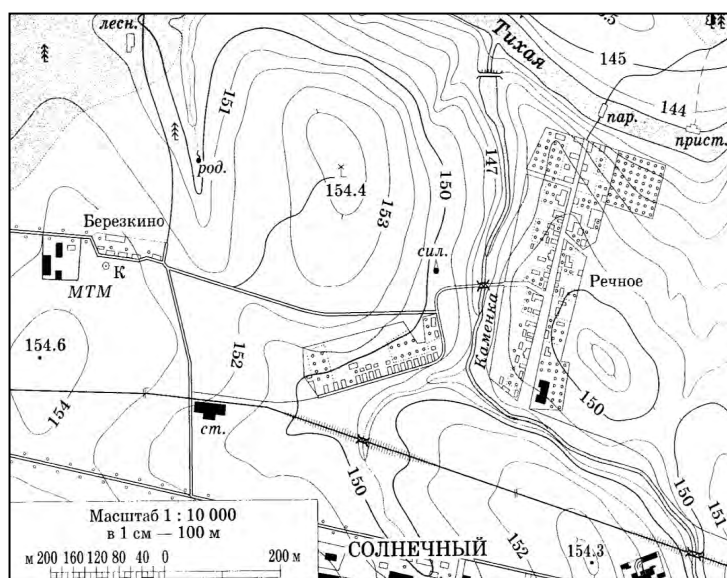 лесн.
Тихая
145
144
пар.
прист.
151
147
род.
154.4
150
153
Березкино
сил.
К
МТМ
Речное
Каменка
154.6
152
150
154
ст.
150
150
151
Масштаб 1 : 10 000
в 1 см — 100 м
м 200 160 120 80 40 0 200 м
СОЛНЕЧНЫЙ
152
154.3